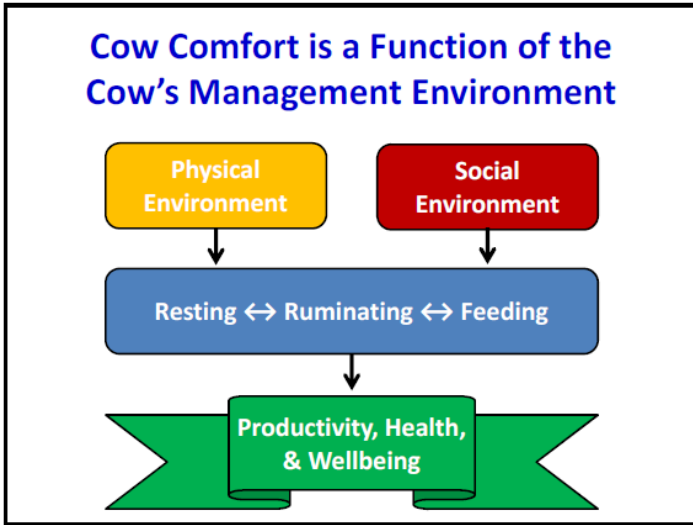 Cow Comfort is a Function of the
Cow's Management Environment
Physical
Environment
Social
Environment
Resting ↔ Ruminating ↔ Feeding
Productivity, Health,
& Wellbeing